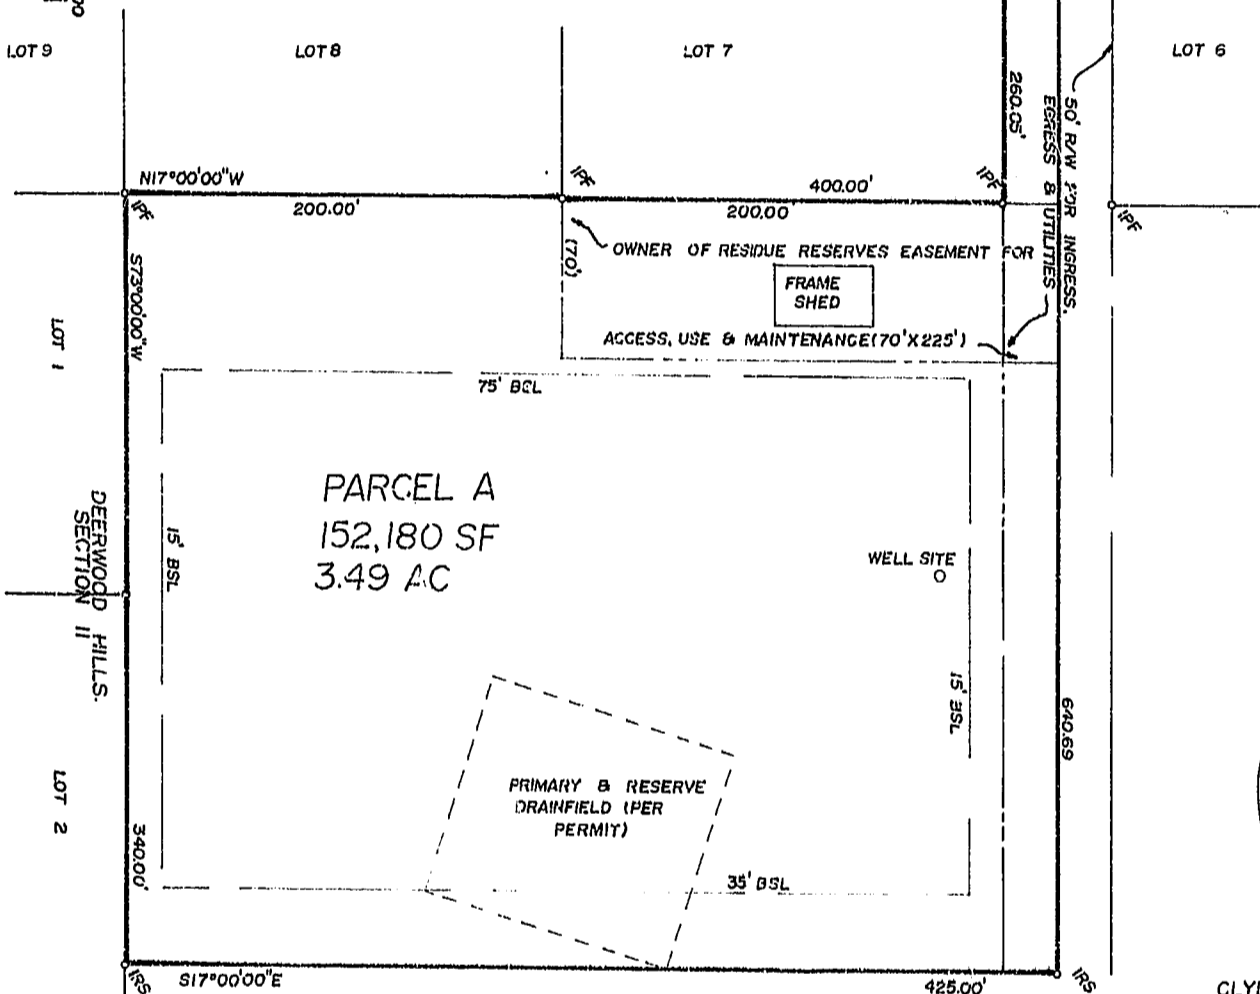 00
LOT 9
LOT 8
LOT 7
LOT 6
260.05'
50' R/W FOR INGRESS,
EGRESS & UTILITIES
N17°00'00"W
IPF
400.00'
IPF
IPF
200.00'
200.00'
IPF
S73°00'00"W
(70')
OWNER OF RESIDUE RESERVES EASEMENT FOR
FRAME
SHED
ACCESS, USE & MAINTENANCE (70'X225')
LOT 1
75' BSL
PARCEL A
152,180 SF
3.49 AC
15' BSL
WELL SITE
DEERWOOD HILLS,
SECTION II
15' BSL
640.69
LOT 2
PRIMARY & RESERVE
DRAINFIELD (PER
PERMIT)
340.00'
35' BSL
IRS
S17°00'00"E
425.00'
IRS